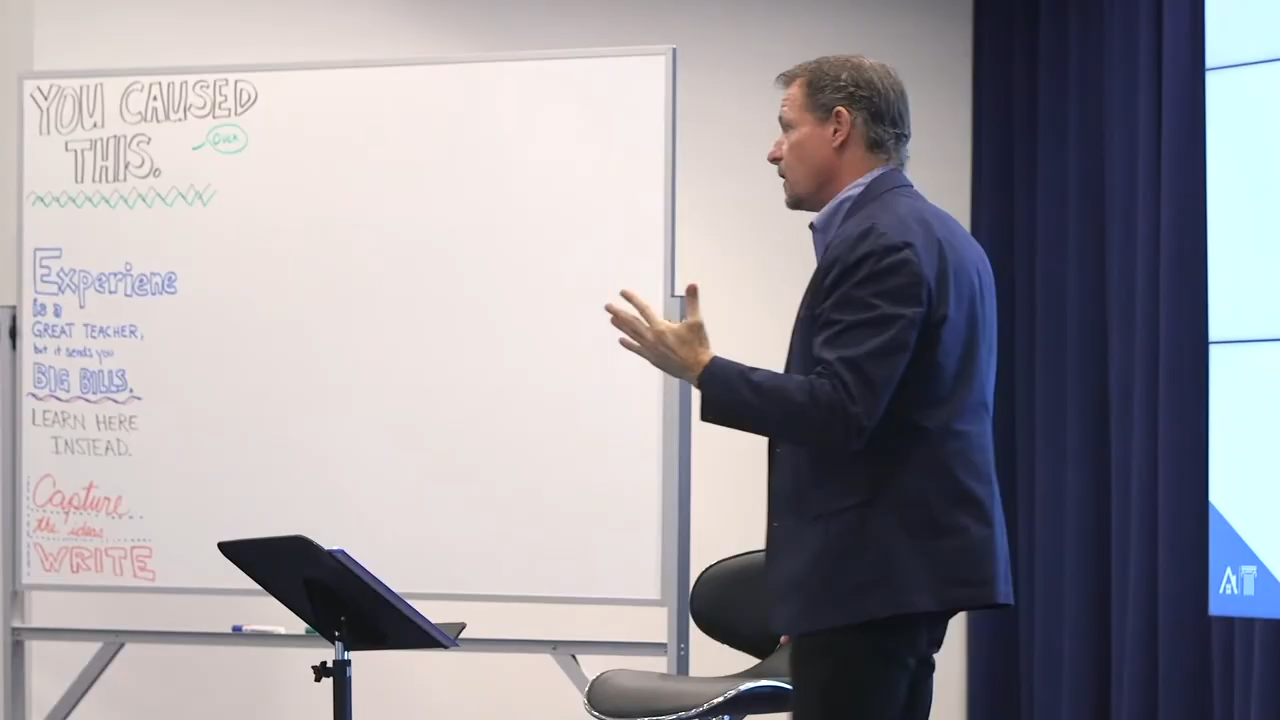 YOU CAUSED
THIS.
OUCH
Experiene
is a
GREAT TEACHER,
but it sends you
BIG BILLS.
LEARN HERE
INSTEAD.
Capture
the ideas
WRITE